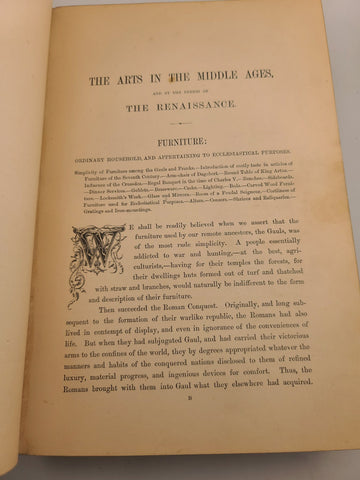 THE ARTS IN THE MIDDLE AGES,
AND AT THE PERIOD OF
THE RENAISSANCE.
FURNITURE:
ORDINARY HOUSEHOLD, AND APPERTAINING TO ECCLESIASTICAL PURPOSES.
Simplicity of Furniture among the Gauls and Franks.—Introduction of costly taste in articles of
Furniture of the Seventh Century.—Arm-chair of Dagobert.—Round Table of King Artus.—
Influence of the Crusades.—Regal Banquet in the time of Charles V.—Benches.—Sideboards.
—Dinner Services.—Goblets.—Brassware.—Casks.—Lighting.—Beds.—Carved Wood Furni-
ture.—Locksmith's Work.—Glass and Mirrors.—Room of a Feudal Seigneur.—Costliness of
Furniture used for Ecclesiastical Purposes.—Altars.—Censers.—Shrines and Reliquaries.—
Gratings and Iron-mountings.
WE shall be readily believed when we assert that the
furniture used by our remote ancestors, the Gauls, was
of the most rude simplicity. A people essentially
addicted to war and hunting,—at the best, agri-
culturists,—having for their temples the forests, for
their dwellings huts formed out of turf and thatched
with straw and branches, would naturally be indifferent to the form
and description of their furniture.
Then succeeded the Roman Conquest. Originally, and long sub-
sequent to the formation of their warlike republic, the Romans had also
lived in contempt of display, and even in ignorance of the conveniences of
life. But when they had subjugated Gaul, and had carried their victorious
arms to the confines of the world, they by degrees appropriated whatever the
manners and habits of the conquered nations disclosed to them of refined
luxury, material progress, and ingenious devices for comfort. Thus, the
Romans brought with them into Gaul what they elsewhere had acquired.
B